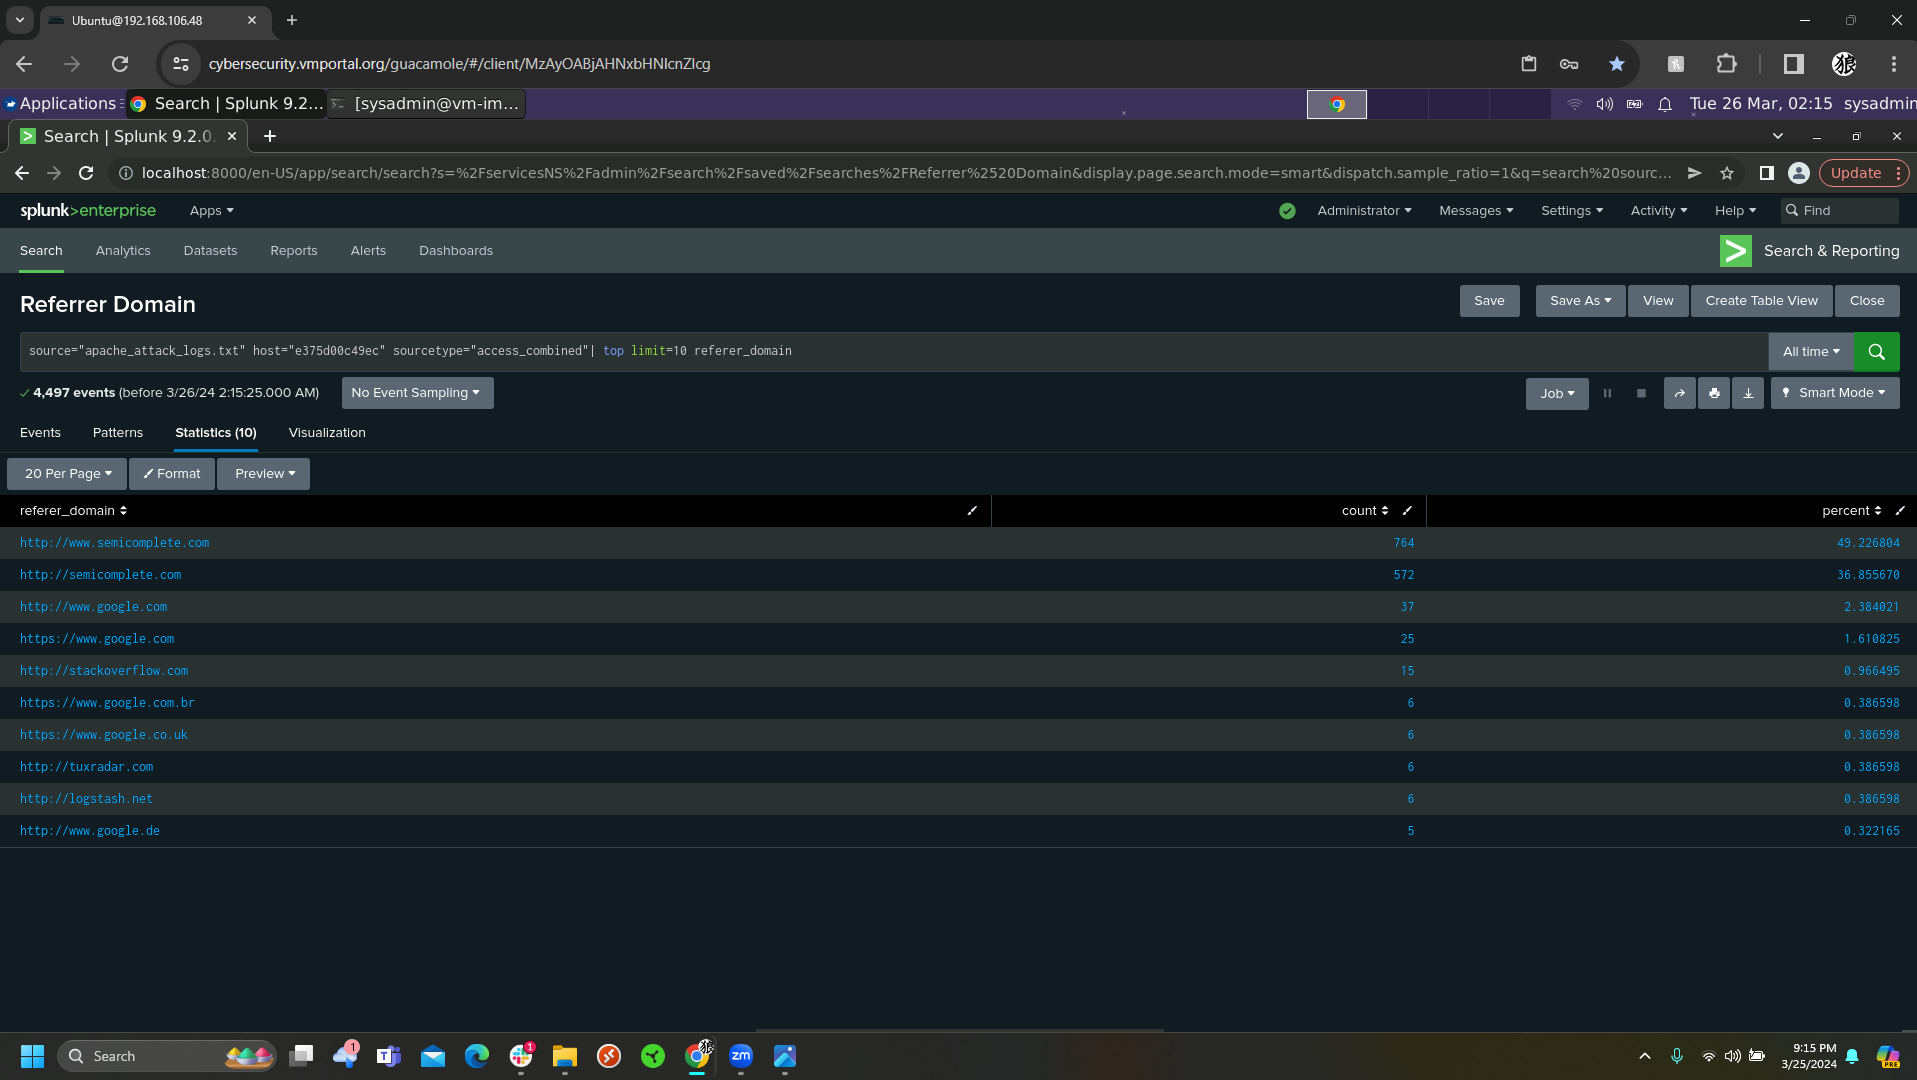 Ubuntu@192.168.106.48
cybersecurity.vmportal.org/guacamole/#/client/MzAyOABjAHNxbHNlcnZlcg
Applications
Search | Splunk 9.2...
[sysadmin@vm-im...
Tue 26 Mar, 02:15 sysadmin
Search | Splunk 9.2.0.
localhost:8000/en-US/app/search/search?s=%2FservicesNS%2Fadmin%2Fsearch%2Fsaved%2Fsearches%2FReferrer%2520Domain&display.page.search.mode=smart&dispatch.sample_ratio=1&q=search%20sourc...
Update
splunk>enterprise
Apps
Administrator
Messages
Settings
Activity
Help
Find
Search
Analytics
Datasets
Reports
Alerts
Dashboards
Search & Reporting
Referrer Domain
Save
Save As
View
Create Table View
Close
source="apache_attack_logs.txt" host="e375d00c49ec" sourcetype="access_combined"| top limit=10 referer_domain
All time
4,497 events (before 3/26/24 2:15:25.000 AM)
No Event Sampling
Job
Smart Mode
Events
Patterns
Statistics (10)
Visualization
20 Per Page
Format
Preview
referer_domain count percent
http://www.semicomplete.com 764 49.226804
http://semicomplete.com 572 36.855670
http://www.google.com 37 2.384021
https://www.google.com 25 1.610825
http://stackoverflow.com 15 0.966495
https://www.google.com.br 6 0.386598
https://www.google.co.uk 6 0.386598
http://tuxradar.com 6 0.386598
http://logstash.net 6 0.386598
http://www.google.de 5 0.322165
Search
1
1
zm
9:15 PM
3/25/2024
PRE